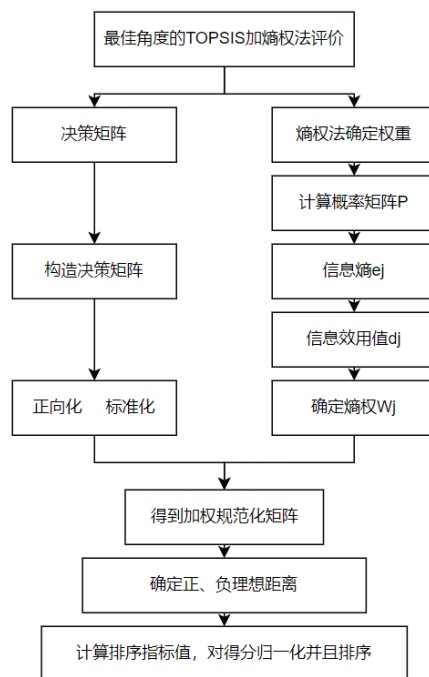 最佳角度的TOPSIS加熵权法评价
决策矩阵
熵权法确定权重
计算概率矩阵P
构造决策矩阵
信息熵ej
信息效用值dj
正向化 标准化
确定熵权Wj
得到加权规范化矩阵
确定正、负理想距离
计算排序指标值，对得分归一化并且排序